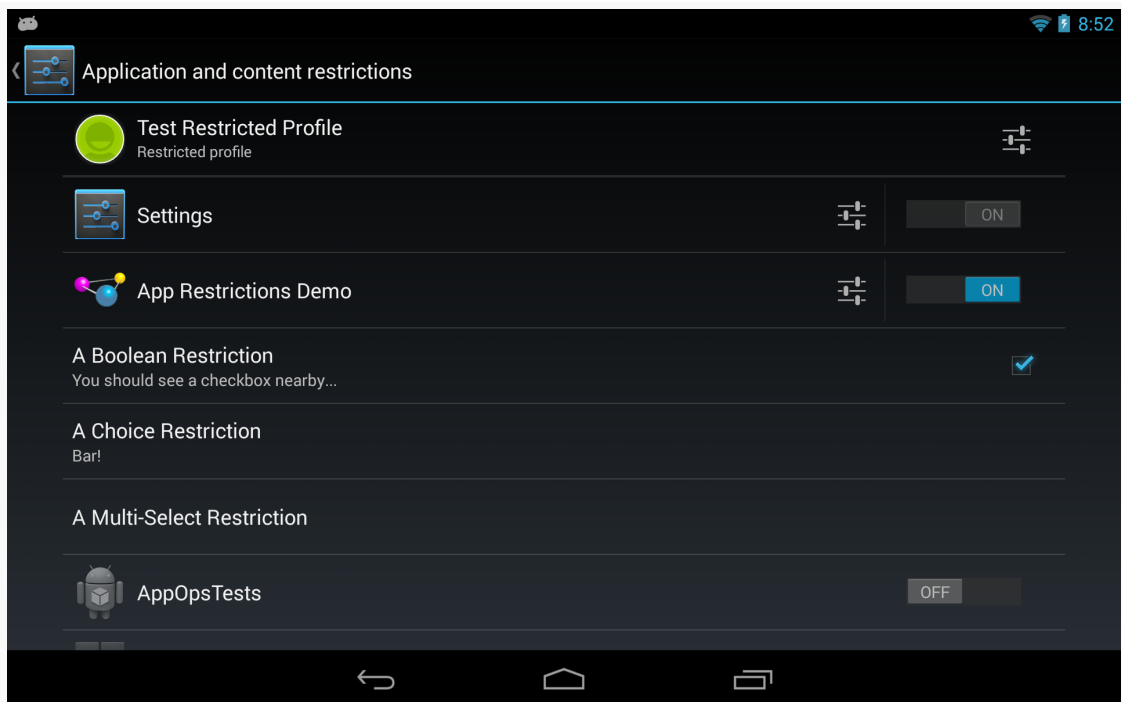 8:52
Application and content restrictions
Test Restricted Profile
Restricted profile
Settings
ON
App Restrictions Demo
ON
A Boolean Restriction
You should see a checkbox nearby...
A Choice Restriction
Bar!
A Multi-Select Restriction
AppOpsTests
OFF